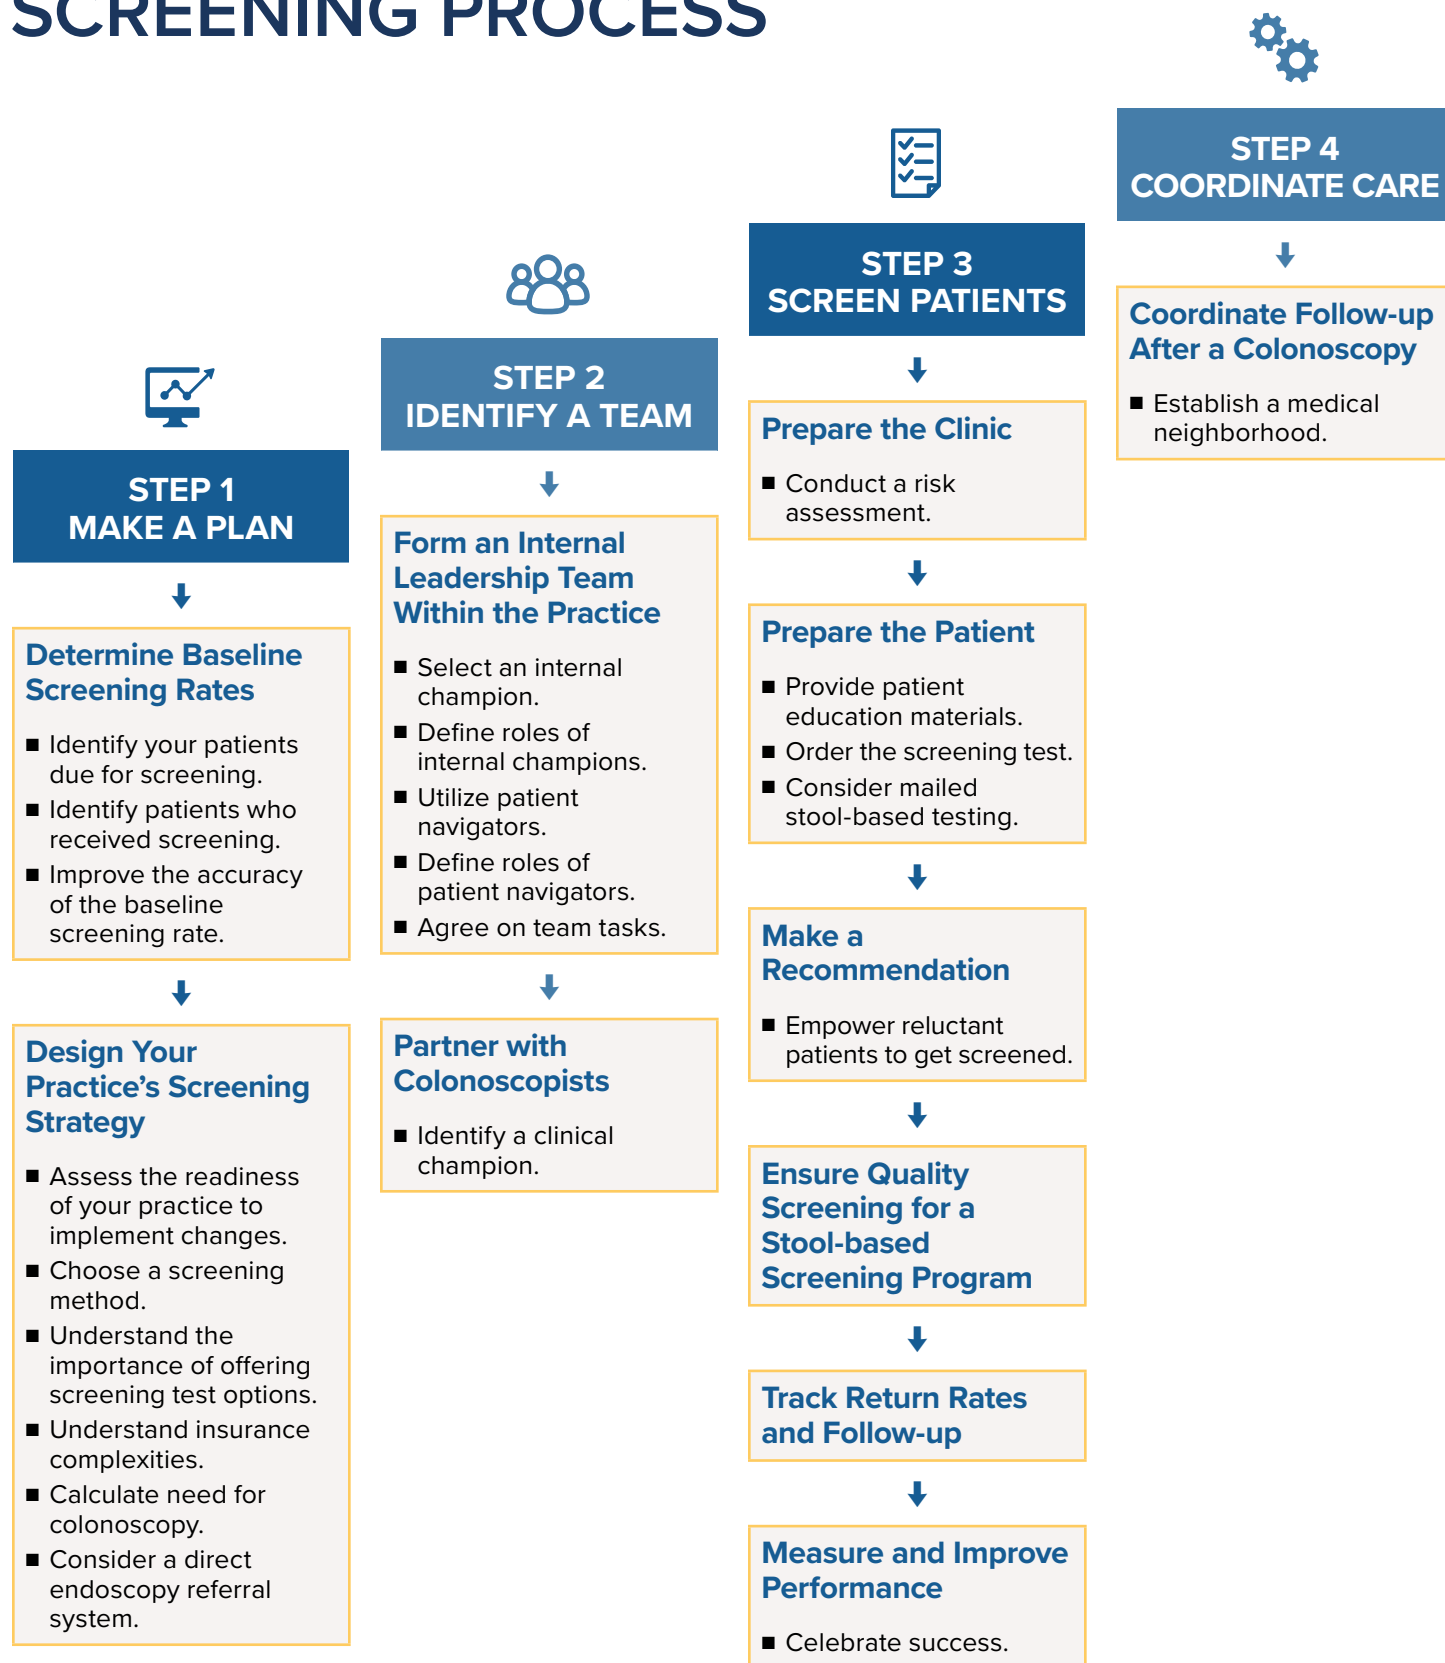 SCREENING PROCESS
STEP 1
MAKE A PLAN
Determine Baseline
Screening Rates
■ Identify your patients
due for screening.
■ Identify patients who
received screening.
■ Improve the accuracy
of the baseline
screening rate.
Design Your
Practice’s Screening
Strategy
■ Assess the readiness
of your practice to
implement changes.
■ Choose a screening
method.
■ Understand the
importance of offering
screening test options.
■ Understand insurance
complexities.
■ Calculate need for
colonoscopy.
■ Consider a direct
endoscopy referral
system.
STEP 2
IDENTIFY A TEAM
Form an Internal
Leadership Team
Within the Practice
■ Select an internal
champion.
■ Define roles of
internal champions.
■ Utilize patient
navigators.
■ Define roles of
patient navigators.
■ Agree on team tasks.
Partner with
Colonoscopists
■ Identify a clinical
champion.
STEP 3
SCREEN PATIENTS
Prepare the Clinic
■ Conduct a risk
assessment.
Prepare the Patient
■ Provide patient
education materials.
■ Order the screening test.
■ Consider mailed
stool-based testing.
Make a
Recommendation
■ Empower reluctant
patients to get screened.
Ensure Quality
Screening for a
Stool-based
Screening Program
Track Return Rates
and Follow-up
Measure and Improve
Performance
■ Celebrate success.
STEP 4
COORDINATE CARE
Coordinate Follow-up
After a Colonoscopy
■ Establish a medical
neighborhood.